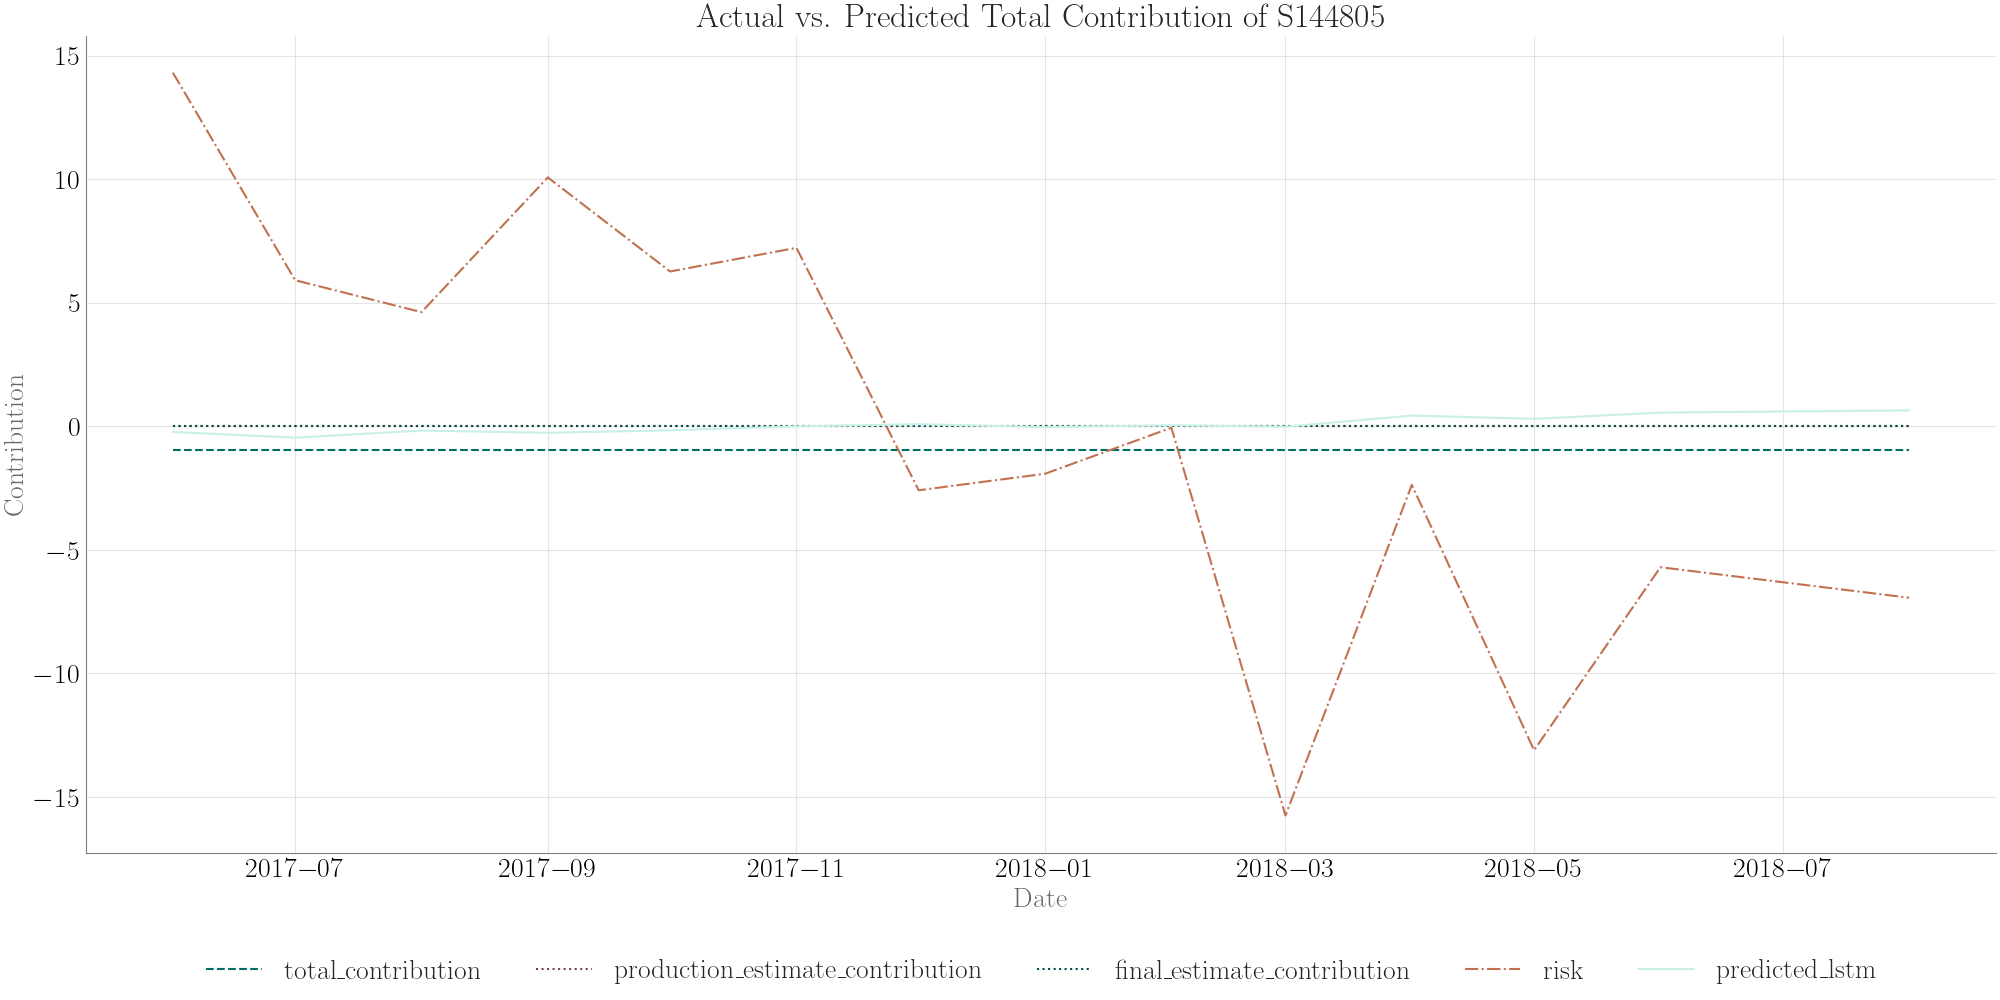 Actual vs. Predicted Total Contribution of S144805
15
10
5
0
−5
−10
−15
Contribution
2017−07 2017−09 2017−11 2018−01 2018−03 2018−05 2018−07
Date
total_contribution production_estimate_contribution final_estimate_contribution risk predicted_lstm